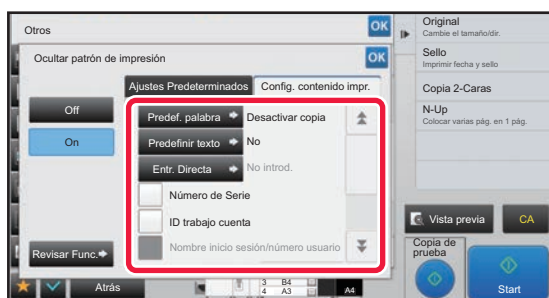 Otros
OK
Ocultar patrón de impresión
OK
Ajustes Predeterminados
Config. contenido impr.
Off
On
Predef. palabra
Desactivar copia
Predefinir texto
No
Entr. Directa
No introd.
Número de Serie
ID trabajo cuenta
Nombre inicio sesión/número usuario
Revisar Func.
Atrás
3 B4
4 A3
A4
Original
Cambie el tamaño/dir.
Sello
Imprimir fecha y sello
Copia 2-Caras
N-Up
Colocar varias pág. en 1 pág.
Vista previa
CA
Copia de
prueba
Start